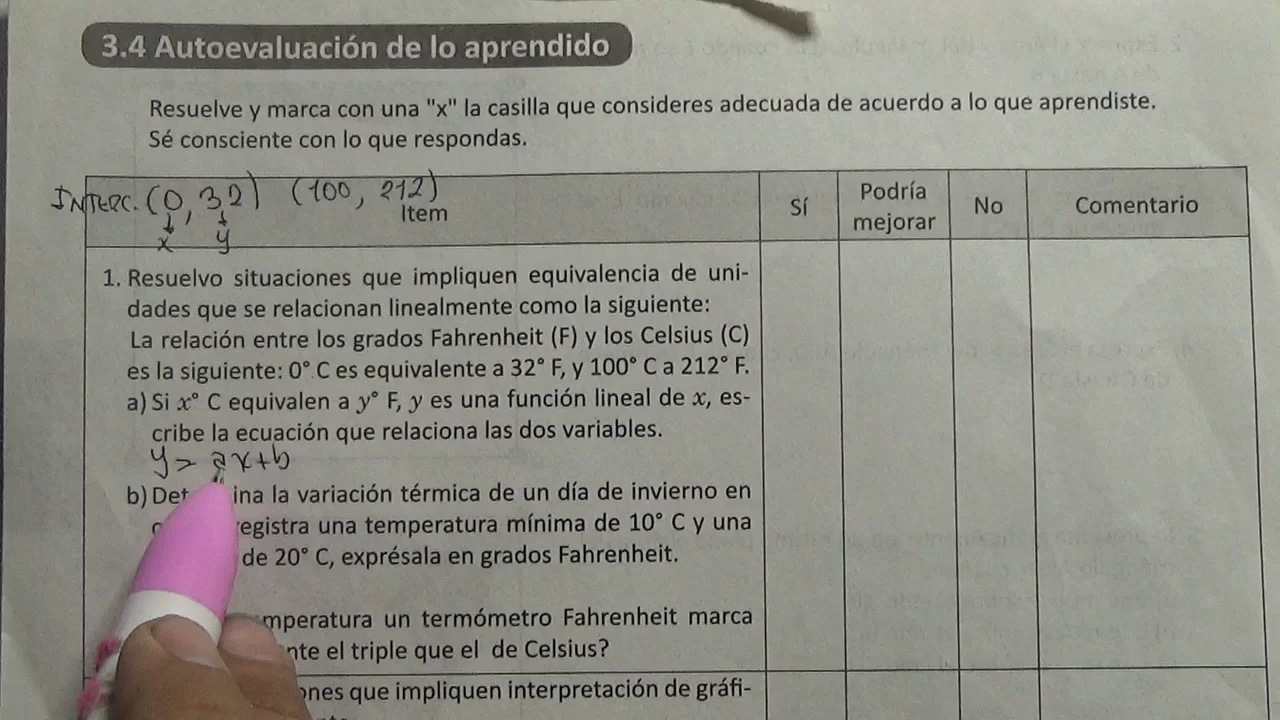 3.4 Autoevaluación de lo aprendido
Resuelve y marca con una "x" la casilla que consideres adecuada de acuerdo a lo que aprendiste.
Sé consciente con lo que respondas.
INTERC. (0, 32) (100, 212)
x y
Item
Sí
Podría
mejorar
No
Comentario
1. Resuelvo situaciones que impliquen equivalencia de uni-
dades que se relacionan linealmente como la siguiente:
La relación entre los grados Fahrenheit (F) y los Celsius (C)
es la siguiente: 0° C es equivalente a 32° F, y 100° C a 212° F.
a) Si x° C equivalen a y° F, y es una función lineal de x, es-
cribe la ecuación que relaciona las dos variables.
y = ax+b
b) Det ina la variación térmica de un día de invierno en
registra una temperatura mínima de 10° C y una
de 20° C, exprésala en grados Fahrenheit.
mperatura un termómetro Fahrenheit marca
nte el triple que el de Celsius?
ones que impliquen interpretación de gráfi-